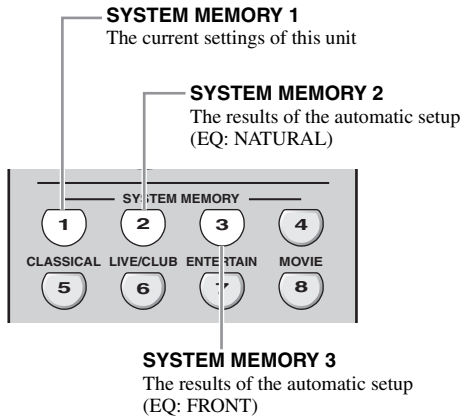 SYSTEM MEMORY 1
The current settings of this unit
SYSTEM MEMORY 2
The results of the automatic setup
(EQ: NATURAL)
SYSTEM MEMORY
1 2 3 4
CLASSICAL LIVE/CLUB ENTERTAIN MOVIE
5 6 7 8
SYSTEM MEMORY 3
The results of the automatic setup
(EQ: FRONT)